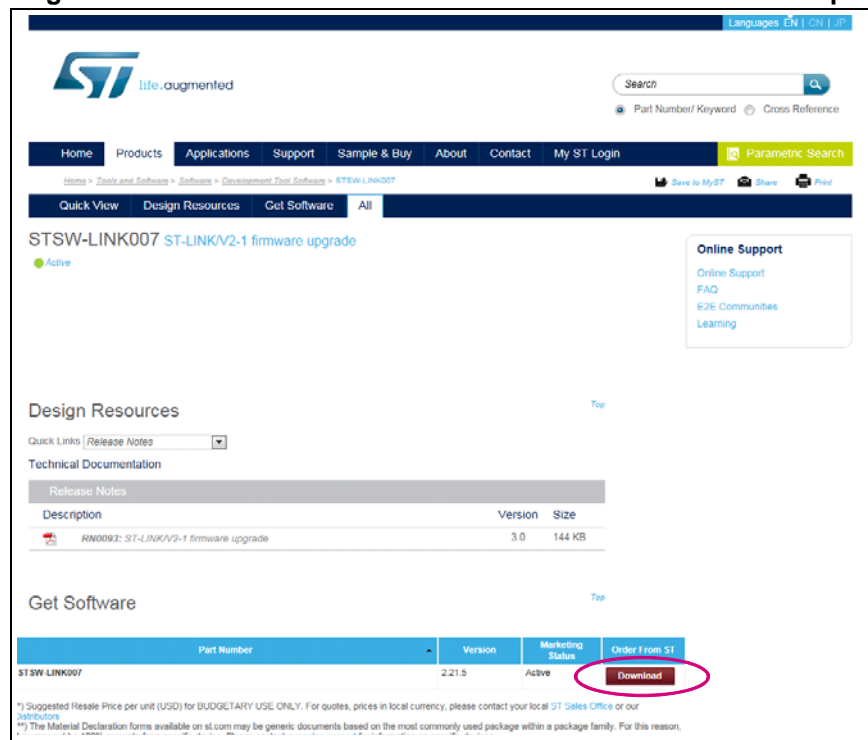 Languages EN | CN | JP
ST life.augmented
Search
Part Number/ Keyword Cross Reference
Home Products Applications Support Sample & Buy About Contact My ST Login Parametric Search
Home > Tools and Software > Software > Development Tool Software > STSW-LINK007 Save to MyST Share Print
Quick View Design Resources Get Software All
STSW-LINK007 ST-LINK/V2-1 firmware upgrade
Active
Online Support
Online Support
FAQ
E2E Communities
Learning
Design Resources Top
Quick Links Release Notes
Technical Documentation
Release Notes
Description Version Size
RN0093: ST-LINK/V2-1 firmware upgrade 3.0 144 KB
Get Software Top
Part Number Version Marketing Status Order From ST
STSW-LINK007 2.21.5 Active Download
*) Suggested Resale Price per unit (USD) for BUDGETARY USE ONLY. For quotes, prices in local currency, please contact your local ST Sales Office or our
Distributors
**) The Material Declaration forms available on st.com may be generic documents based on the most commonly used package within a package family. For this reason,